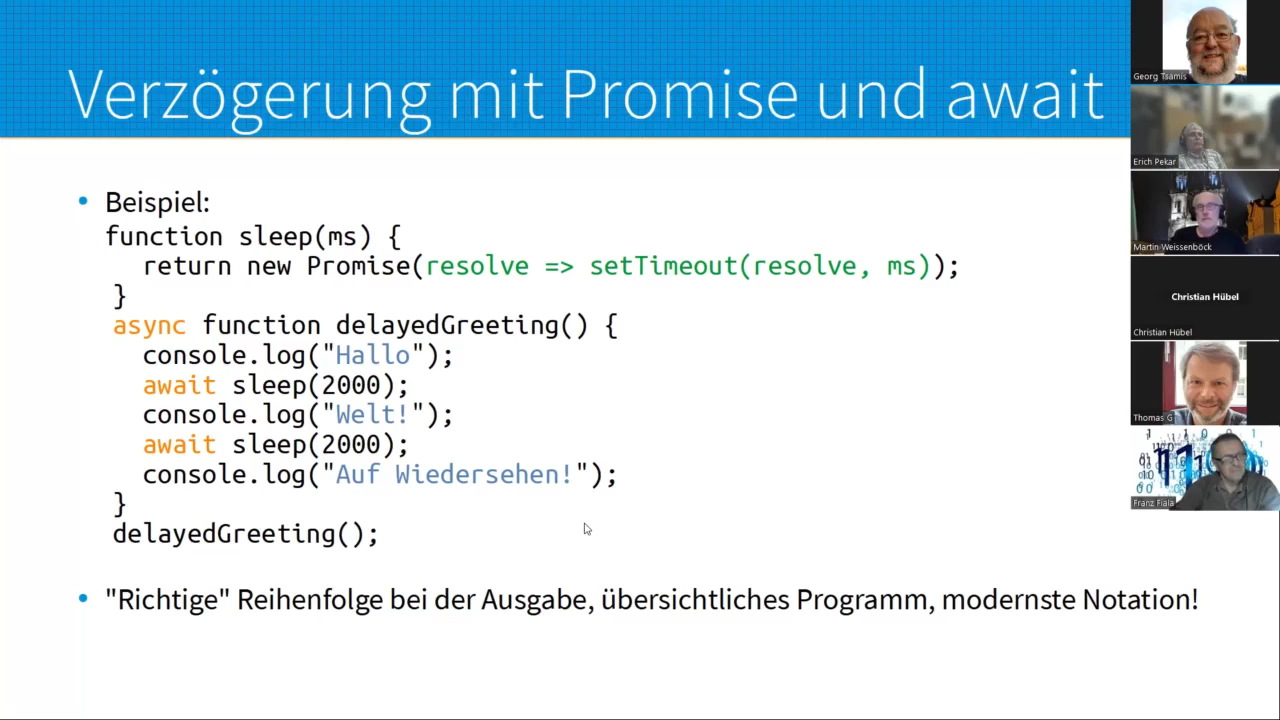 Verzögerung mit Promise und await
• Beispiel:
function sleep(ms) {
return new Promise(resolve => setTimeout(resolve, ms));
}
async function delayedGreeting() {
console.log("Hallo");
await sleep(2000);
console.log("Welt!");
await sleep(2000);
console.log("Auf Wiedersehen!");
}
delayedGreeting();
• "Richtige" Reihenfolge bei der Ausgabe, übersichtliches Programm, modernste Notation!
Georg Tsamis
Erich Pekar
Martin Weissenböck
Christian Hübel
Christian Hübel
Thomas G
Franz Fiala